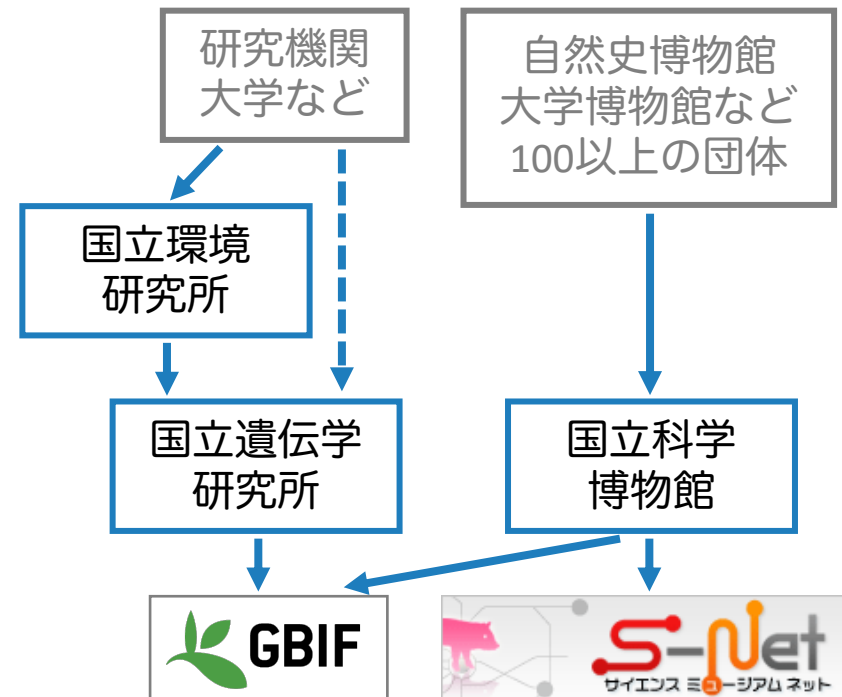 研究機関
大学など
自然史博物館
大学博物館など
100以上の団体
国立環境
研究所
国立遺伝学
研究所
国立科学
博物館
GBIF
S-Net
サイエンス ミュージアム ネット